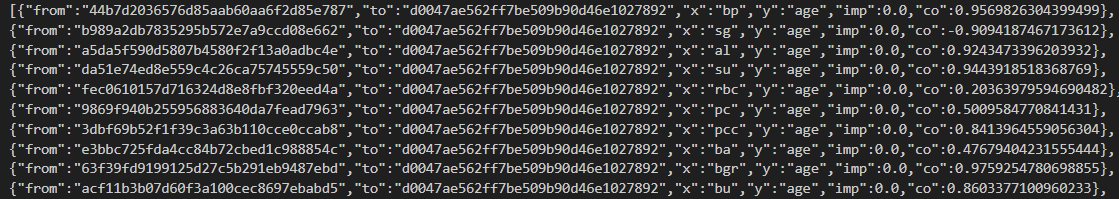 [{"from":"44b7d2036576d85aab60aa6f2d85e787","to":"d0047ae562ff7be509b90d46e1027892","x":"bp","y":"age","imp":0.0,"co":0.9569826304399499},
{"from":"b989a2db7835295b572e7a9ccd08e662","to":"d0047ae562ff7be509b90d46e1027892","x":"sg","y":"age","imp":0.0,"co":-0.9094187467173612},
{"from":"a5da5f590d5807b4580f2f13a0adbc4e","to":"d0047ae562ff7be509b90d46e1027892","x":"al","y":"age","imp":0.0,"co":0.9243473396203932},
{"from":"da51e74ed8e559c4c26ca75745559c50","to":"d0047ae562ff7be509b90d46e1027892","x":"su","y":"age","imp":0.0,"co":0.9443918518368769},
{"from":"fec0610157d716324d8e8fbf320eed4a","to":"d0047ae562ff7be509b90d46e1027892","x":"rbc","y":"age","imp":0.0,"co":0.20363979594690482},
{"from":"9869f940b255956883640da7fead7963","to":"d0047ae562ff7be509b90d46e1027892","x":"pc","y":"age","imp":0.0,"co":0.5009584770841431},
{"from":"3dbf69b52f1f39c3a63b110cce0ccab8","to":"d0047ae562ff7be509b90d46e1027892","x":"pcc","y":"age","imp":0.0,"co":0.8413964559056304},
{"from":"e3bbc725fda4cc84b72cbed1c988854c","to":"d0047ae562ff7be509b90d46e1027892","x":"ba","y":"age","imp":0.0,"co":0.47679404231555444},
{"from":"63f39fd9199125d27c5b291eb9487ebd","to":"d0047ae562ff7be509b90d46e1027892","x":"bgr","y":"age","imp":0.0,"co":0.9759254780698855},
{"from":"acf11b3b07d60f3a100cec8697ebabd5","to":"d0047ae562ff7be509b90d46e1027892","x":"bu","y":"age","imp":0.0,"co":0.8603377100960233},